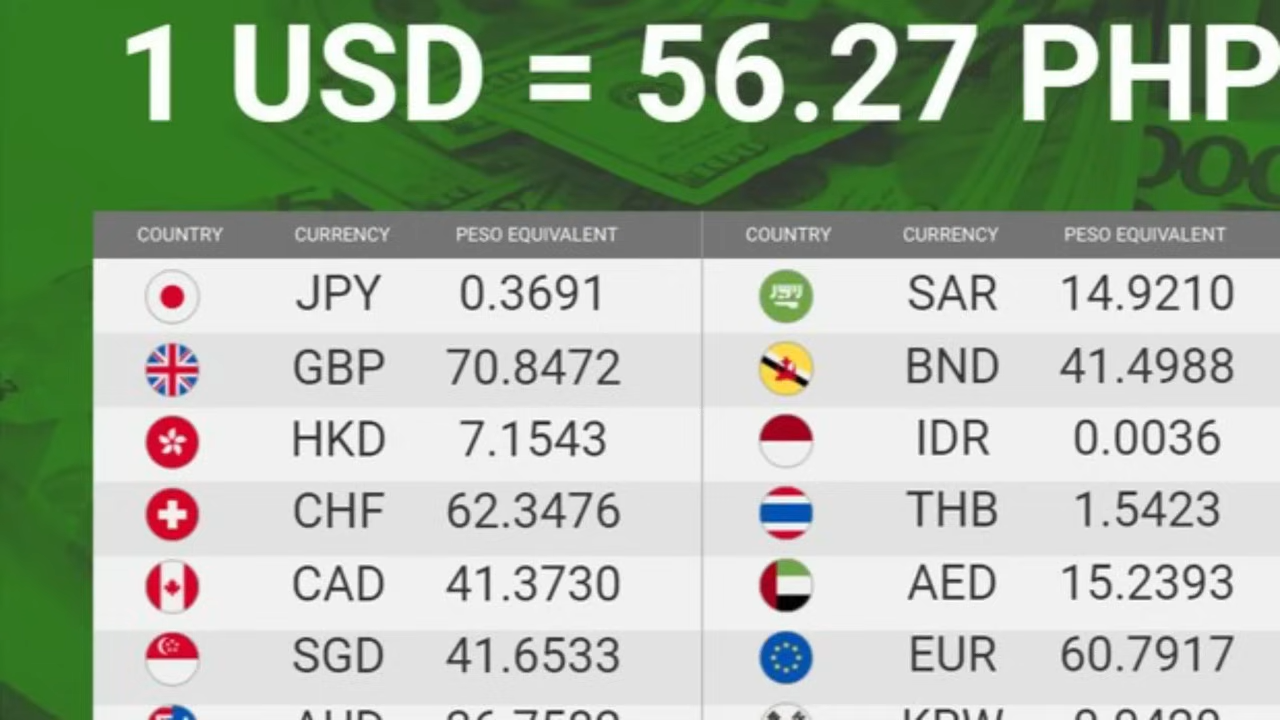 1 USD = 56.27 PHP
COUNTRY CURRENCY PESO EQUIVALENT COUNTRY CURRENCY PESO EQUIVALENT
JPY 0.3691 SAR 14.9210
GBP 70.8472 BND 41.4988
HKD 7.1543 IDR 0.0036
CHF 62.3476 THB 1.5423
CAD 41.3730 AED 15.2393
SGD 41.6533 EUR 60.7917
AUD KRW